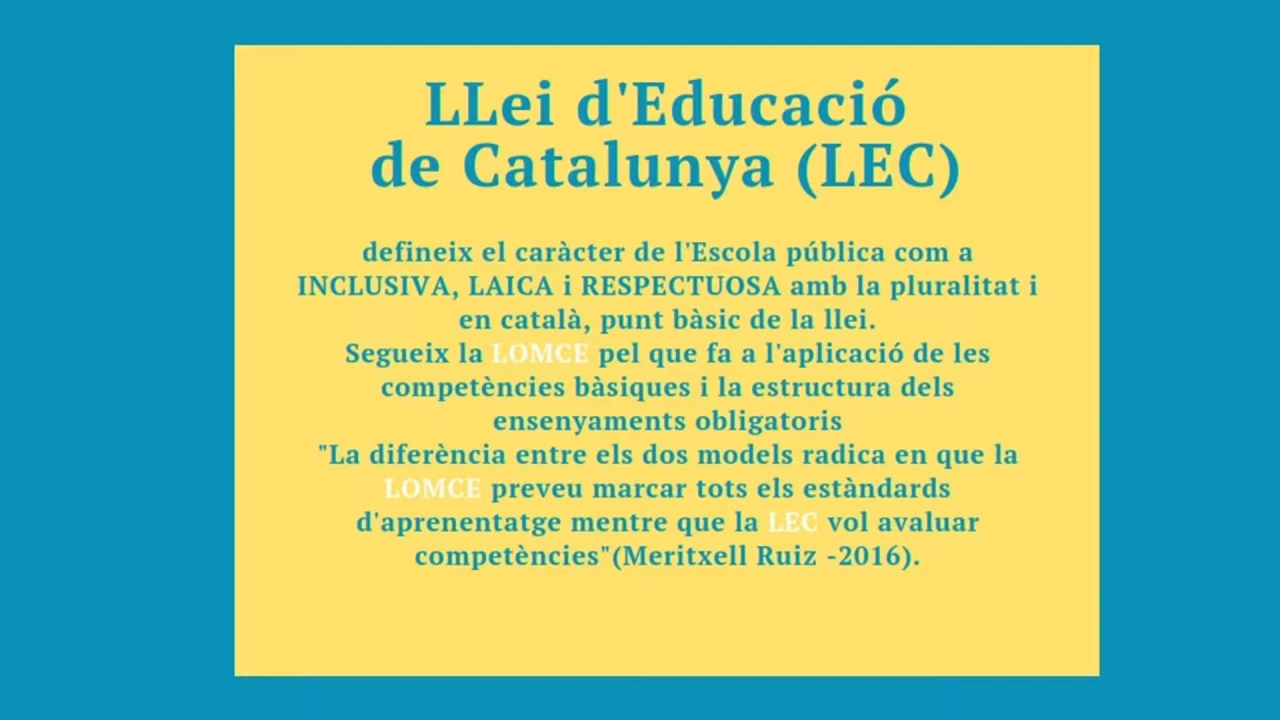 LLei d'Educació
de Catalunya (LEC)
defineix el caràcter de l'Escola pública com a
INCLUSIVA, LAICA i RESPECTUOSA amb la pluralitat i
en català, punt bàsic de la llei.
Segueix la LOMCE pel que fa a l'aplicació de les
competències bàsiques i la estructura dels
ensenyaments obligatoris
"La diferència entre els dos models radica en que la
LOMCE preveu marcar tots els estàndards
d'aprenentatge mentre que la LEC vol avaluar
competències"(Meritxell Ruiz -2016).